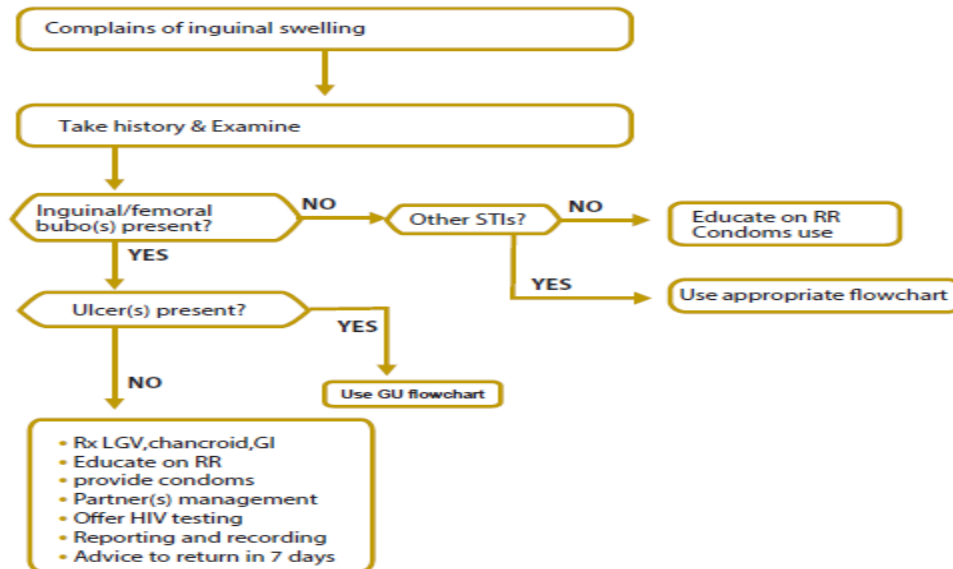 Complains of inguinal swelling
Take history & Examine
Inguinal/femoral
bubo(s) present?
NO
Other STIs?
NO
Educate on RR
Condoms use
YES
YES
Use appropriate flowchart
Ulcer(s) present?
YES
NO
Use GU flowchart
• Rx LGV,chancroid,GI
• Educate on RR
• provide condoms
• Partner(s) management
• Offer HIV testing
• Reporting and recording
• Advice to return in 7 days